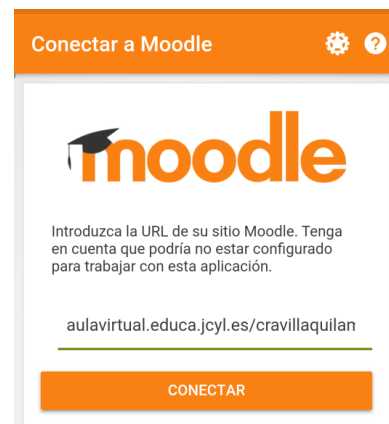 Conectar a Moodle
moodle
Introduzca la URL de su sitio Moodle. Tenga
en cuenta que podría no estar configurado
para trabajar con esta aplicación.
aulavirtual.educa.jcyl.es/cravillaquilan
CONECTAR